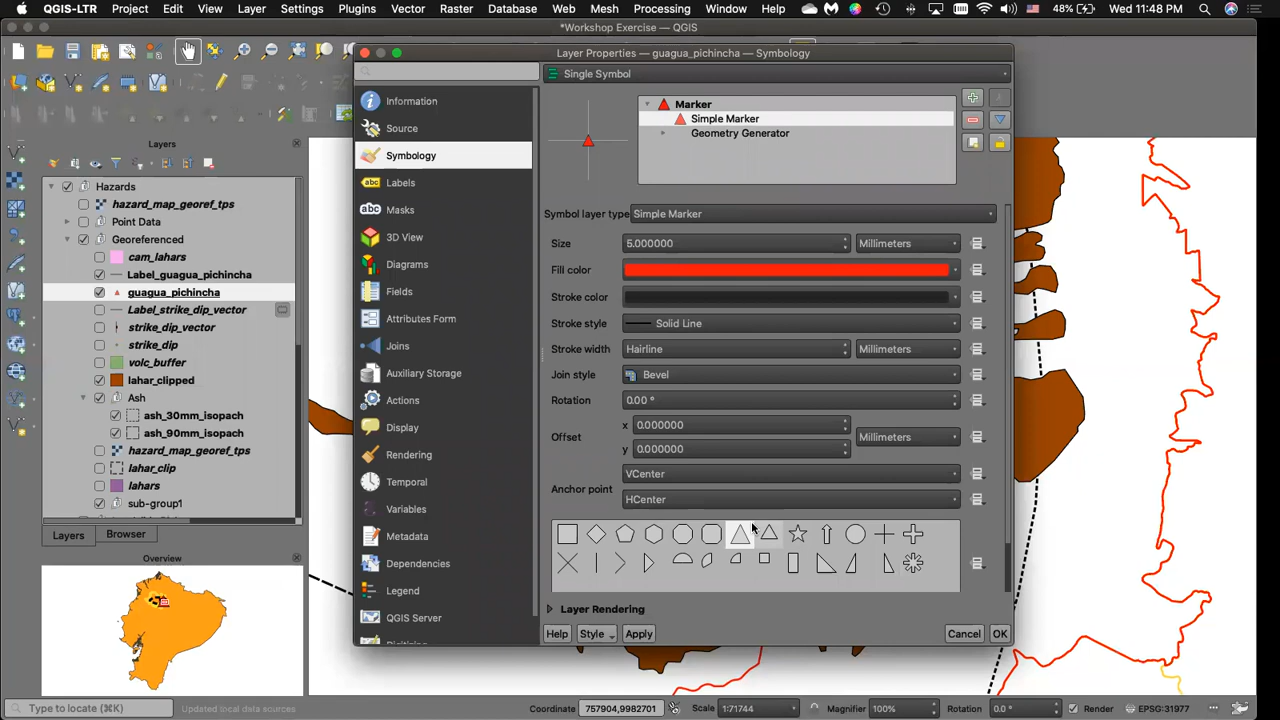 QGIS-LTR Project Edit View Layer Settings Plugins Vector Raster Database Web Mesh Processing Window 48% Wed 11:48 PM
*Workshop Exercise — QGIS
Layer Properties — guagua_pichincha — Symbology
Single Symbol
Information
Source
Symbology
Labels
Masks
3D View
Diagrams
Fields
Attributes Form
Joins
Auxiliary Storage
Actions
Display
Rendering
Temporal
Variables
Metadata
Dependencies
Legend
QGIS Server
Marker
Simple Marker
Geometry Generator
Symbol layer type Simple Marker
Size 5.000000 Millimeters
Fill color
Stroke color
Stroke style Solid Line
Stroke width Hairline Millimeters
Join style Bevel
Rotation 0.00 °
Offset x 0.000000 Millimeters
y 0.000000
Anchor point VCenter
HCenter
Layer Rendering
Help Style Apply Cancel OK
Layers
Hazards
hazard_map_georef_tps
Point Data
Georeferenced
cam_lahars
Label_guagua_pichincha
guagua_pichincha
Label_strike_dip_vector
strike_dip_vector
strike_dip
volc_buffer
lahar_clipped
Ash
ash_30mm_isopach
ash_90mm_isopach
hazard_map_georef_tps
lahar_clip
lahars
sub-group1
Layers Browser
Overview
Type to locate (⌘K) Updated local data sources Coordinate 757904,9982701 Scale 1:71744 Magnifier 100% Rotation 0.0 ° Render EPSG:31977